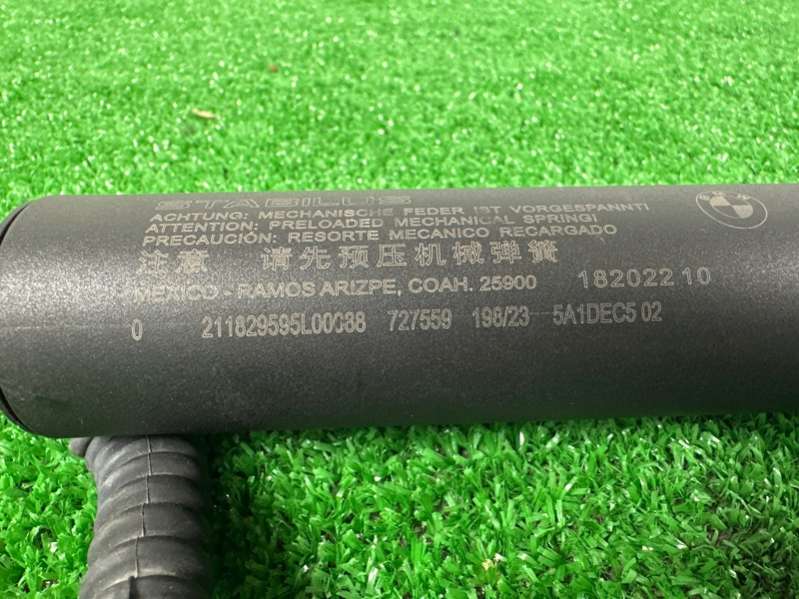 STABILUS
ACHTUNG: MECHANISCHE FEDER IST VORGESPANNT!
ATTENTION: PRELOADED MECHANICAL SPRING!
PRECAUCIÓN: RESORTE MECANICO RECARGADO
注意 请先预压机械弹簧
MEXICO - RAMOS ARIZPE, COAH. 25900 18202210
0 211829595L00088 727559 198/23 5A1DEC5 02